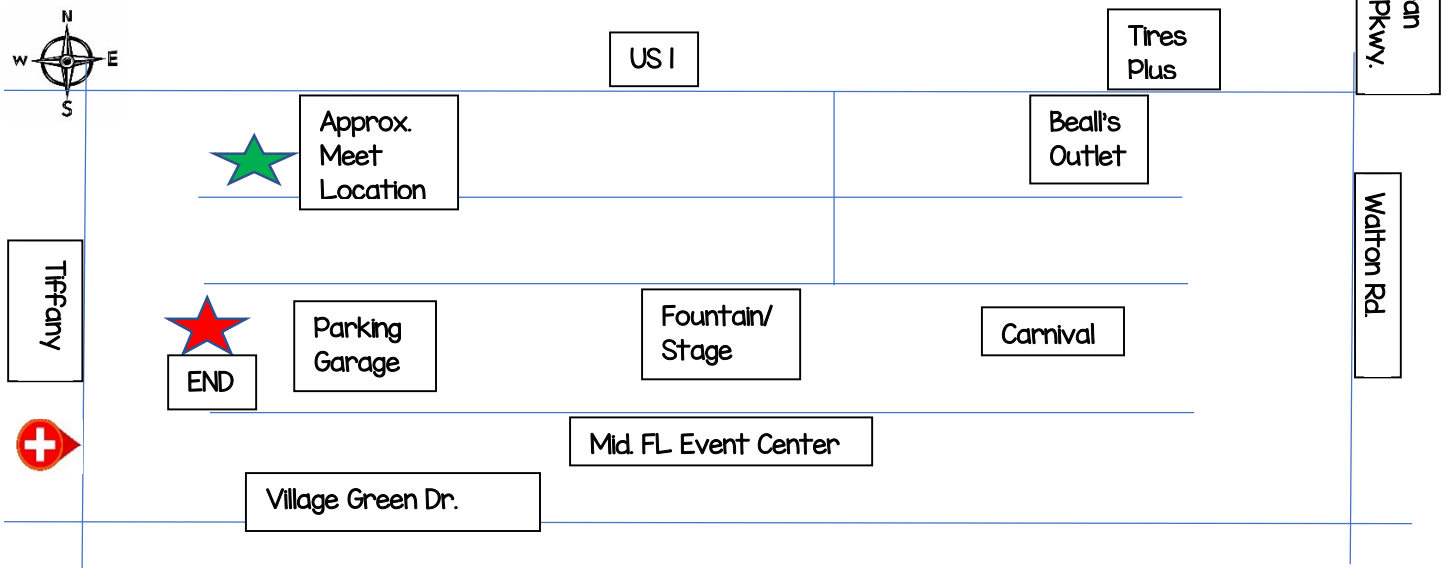 N
W
E
S
US 1
Tires
Plus
an
Pkwy.
Approx.
Meet
Location
Beall's
Outlet
Walton Rd.
Tiffany
Parking
Garage
Fountain/
Stage
Carnival
END
Mid. FL Event Center
Village Green Dr.